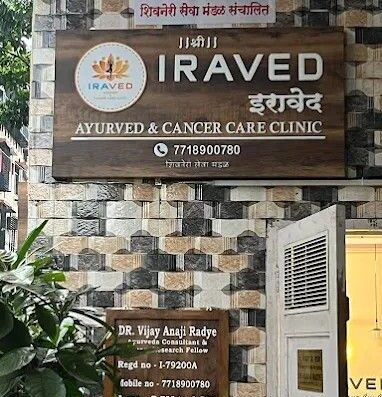 शिवनेरी सेवा मंडळ संचालित
||श्री||
IRAVED
IRAVED
इरावेद
AYURVED & CANCER CARE CLINIC
7718900780
शिवनेरी सेवा मंडळ
DR. Vijay Anaji Radye
Ayurveda Consultant &
Research Fellow
Regd no - I-79200A
Mobile no - 7718900780